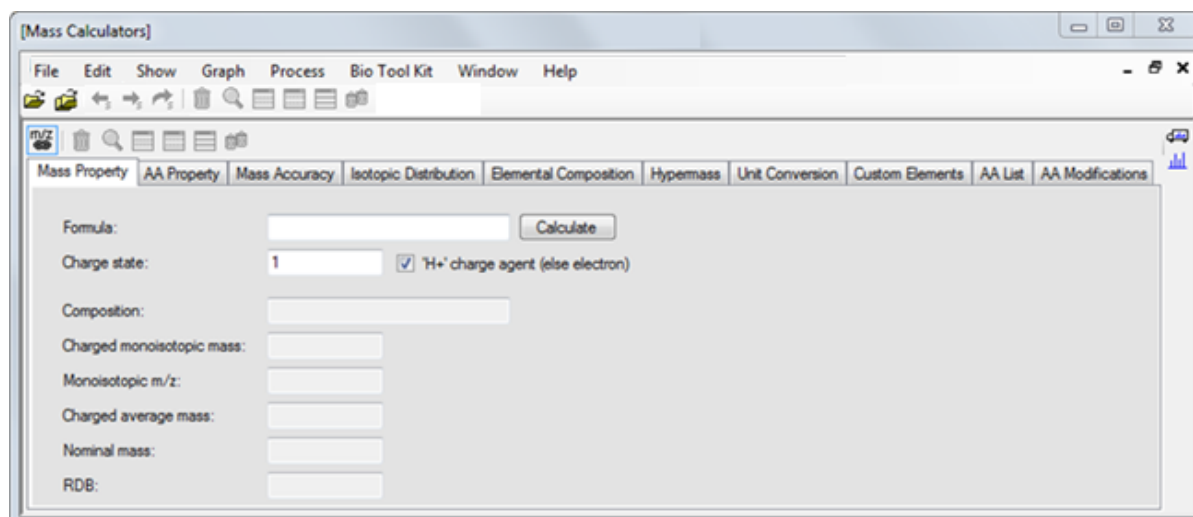 [Mass Calculators]
File Edit Show Graph Process Bio Tool Kit Window Help
m/z
Mass Property AA Property Mass Accuracy Isotopic Distribution Elemental Composition Hypermass Unit Conversion Custom Elements AA List AA Modifications
Formula: Calculate
Charge state: 1 'H+' charge agent (else electron)
Composition:
Charged monoisotopic mass:
Monoisotopic m/z:
Charged average mass:
Nominal mass:
RDB: